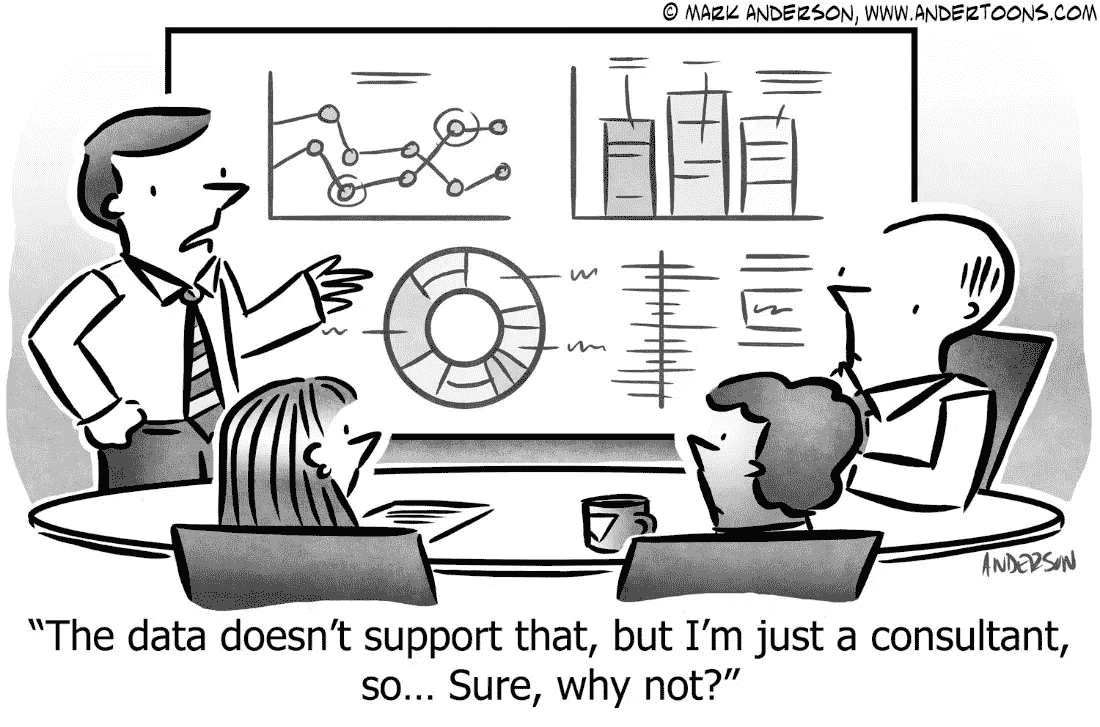 © MARK ANDERSON, WWW.ANDERTOONS.COM
ANDERSON
“The data doesn’t support that, but I’m just a consultant,
so... Sure, why not?”